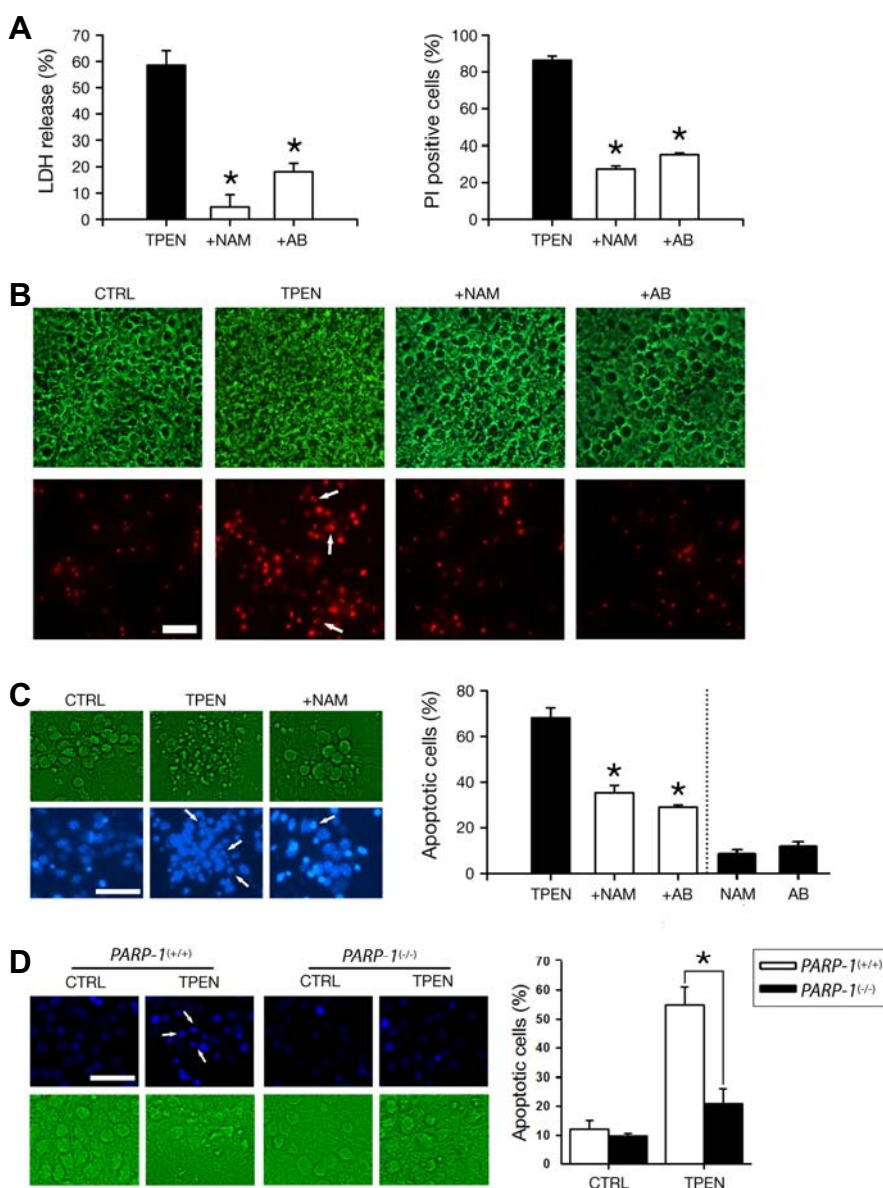 A
LDH release (%)
70
60
50
40
30
20
10
0
TPEN +NAM +AB
* *
PI positive cells (%)
100
80
60
40
20
0
TPEN +NAM +AB
* *
B
CTRL TPEN +NAM +AB
C
CTRL TPEN +NAM
Apoptotic cells (%)
80
60
40
20
0
* *
TPEN +NAM +AB NAM AB
D
PARP-1(+/+) PARP-1(-/-)
CTRL TPEN CTRL TPEN
Apoptotic cells (%)
70
60
50
40
30
20
10
0
*
CTRL TPEN
PARP-1(+/+)
PARP-1(-/-)